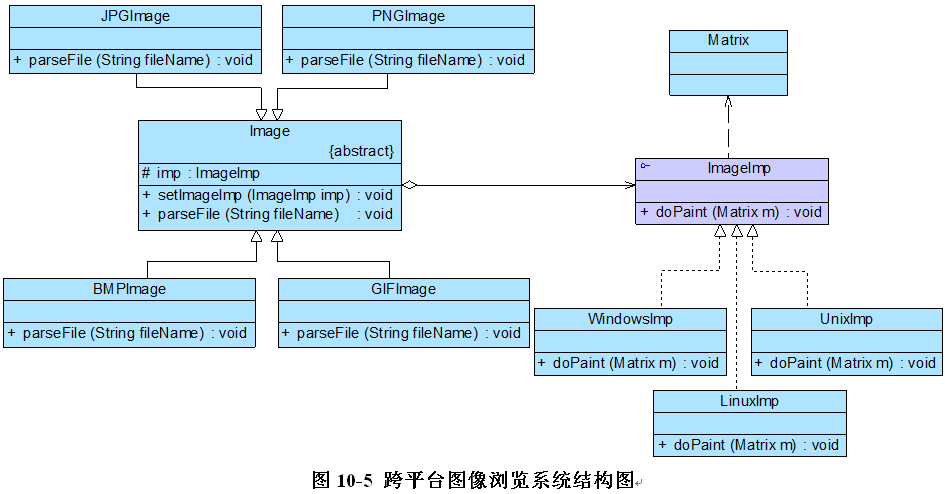 JPGImage
+ parseFile (String fileName) : void
PNGImage
+ parseFile (String fileName) : void
Matrix
Image
{abstract}
# imp : ImageImp
+ setImageImp (ImageImp imp) : void
+ parseFile (String fileName) : void
ImageImp
+ doPaint (Matrix m) : void
BMPImage
+ parseFile (String fileName) : void
GIFImage
+ parseFile (String fileName) : void
WindowsImp
+ doPaint (Matrix m) : void
UnixImp
+ doPaint (Matrix m) : void
LinuxImp
+ doPaint (Matrix m) : void
图 10-5 跨平台图像浏览系统结构图